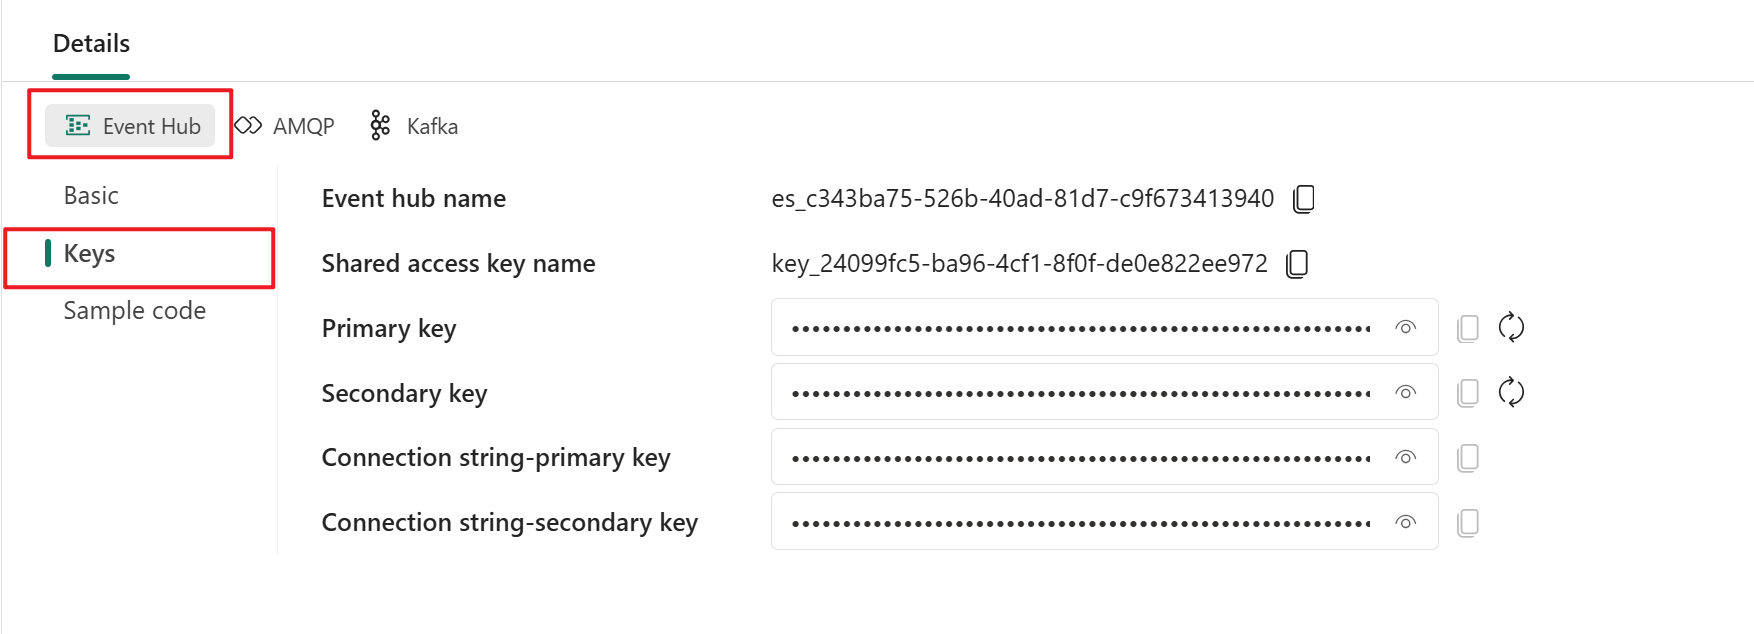 Details
Event Hub AMQP Kafka
Basic
Keys
Sample code
Event hub name es_c343ba75-526b-40ad-81d7-c9f673413940
Shared access key name key_24099fc5-ba96-4cf1-8f0f-de0e822ee972
Primary key
Secondary key
Connection string-primary key
Connection string-secondary key